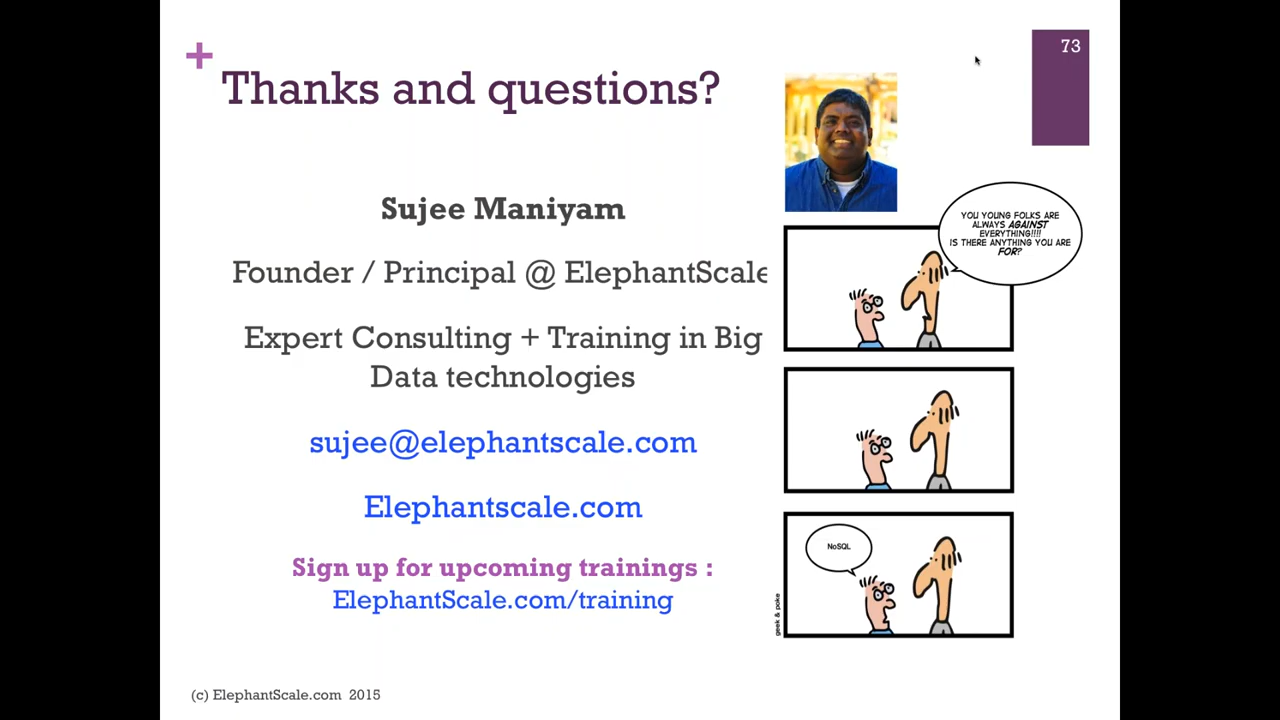 +
73
Thanks and questions?
Sujee Maniyam
Founder / Principal @ ElephantScale
Expert Consulting + Training in Big
Data technologies
sujee@elephantscale.com
Elephantscale.com
Sign up for upcoming trainings :
ElephantScale.com/training
YOU YOUNG FOLKS ARE
ALWAYS AGAINST
EVERYTHING!!!!
IS THERE ANYTHING YOU ARE
FOR?
NoSQL
geek & poke
(c) ElephantScale.com 2015